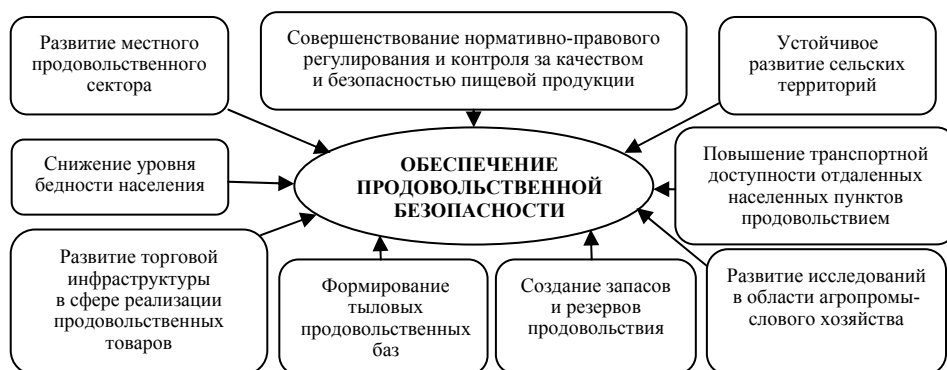 Развитие местного
продовольственного
сектора
Совершенствование нормативно-правового
регулирования и контроля за качеством
и безопасностью пищевой продукции
Устойчивое
развитие сельских
территорий
Снижение уровня
бедности населения
ОБЕСПЕЧЕНИЕ
ПРОДОВОЛЬСТВЕННОЙ
БЕЗОПАСНОСТИ
Повышение транспортной
доступности отдаленных
населенных пунктов
продовольствием
Развитие торговой
инфраструктуры
в сфере реализации
продовольственных
товаров
Формирование
тыловых
продовольственных
баз
Создание запасов
и резервов
продовольствия
Развитие исследований
в области агропромы-
слового хозяйства